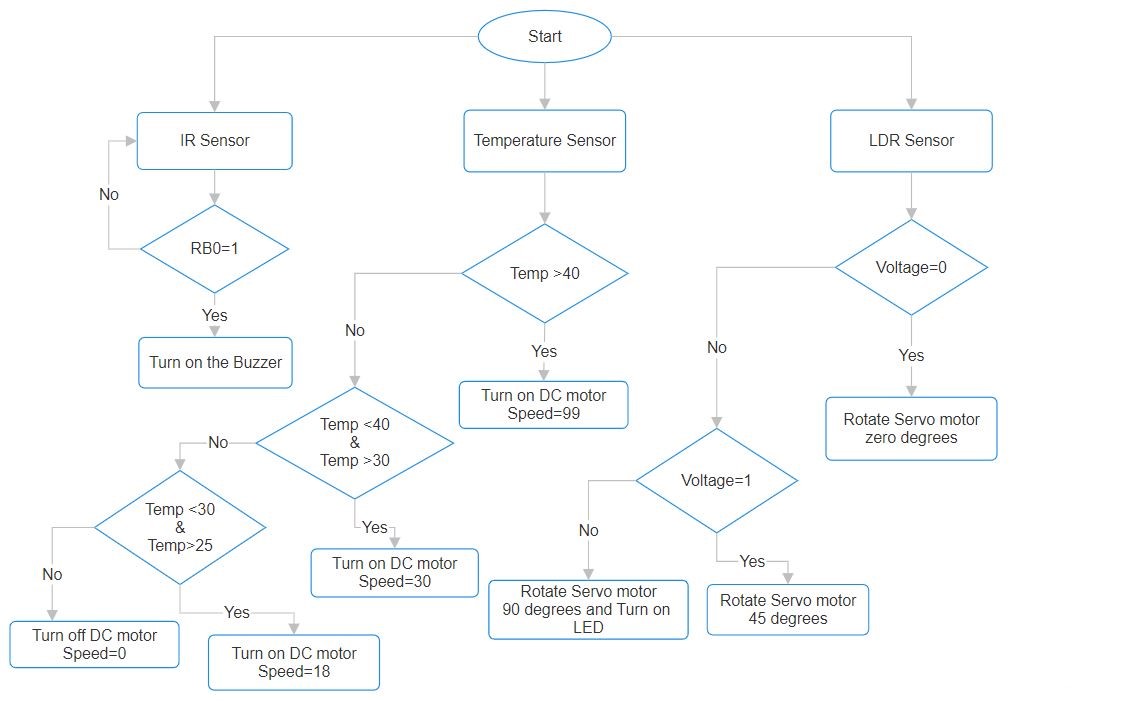 Start
IR Sensor
Temperature Sensor
LDR Sensor
No
RB0=1
Temp >40
Voltage=0
Yes
No
No
Yes
Yes
Turn on the Buzzer
Turn on DC motor
Speed=99
Rotate Servo motor
zero degrees
Temp <40
&
Temp >30
No
Voltage=1
Temp <30
&
Temp>25
Yes
No
Turn on DC motor
Speed=30
Yes
No
Rotate Servo motor
90 degrees and Turn on
LED
Rotate Servo motor
45 degrees
Yes
Turn off DC motor
Speed=0
Turn on DC motor
Speed=18